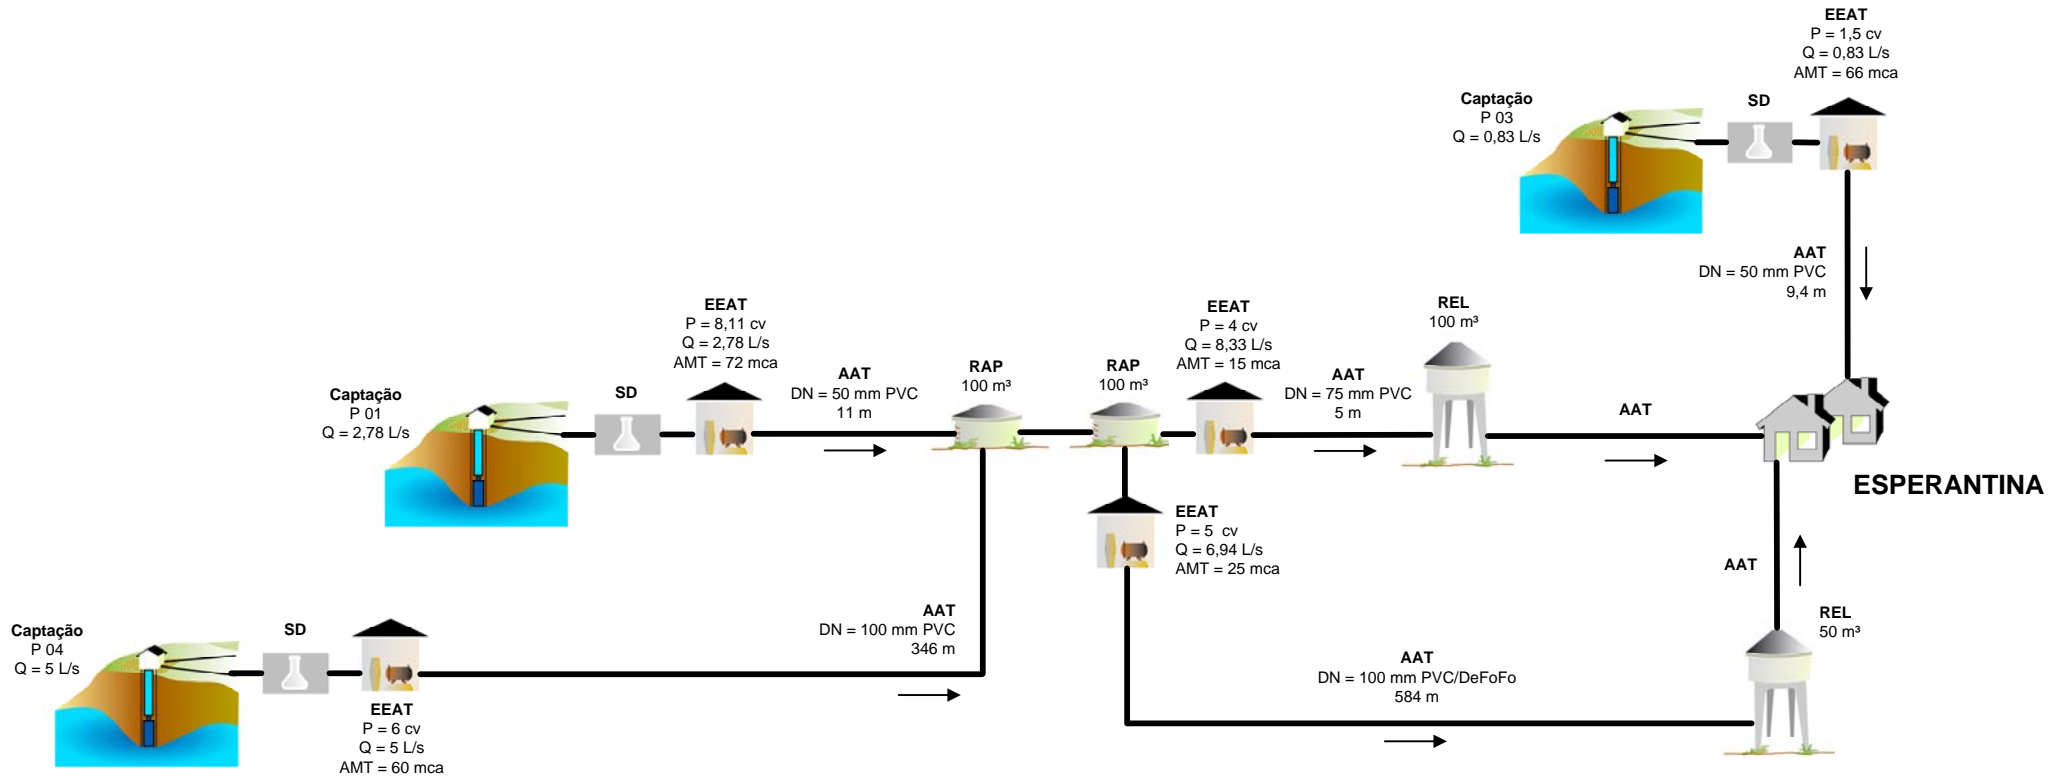 EEAT
P = 1,5 cv
Q = 0,83 L/s
AMT = 66 mca
Captação
P 03
Q = 0,83 L/s
SD
AAT
DN = 50 mm PVC
9,4 m
EEAT
P = 8,11 cv
Q = 2,78 L/s
AMT = 72 mca
Captação
P 01
Q = 2,78 L/s
SD
AAT
DN = 50 mm PVC
11 m
RAP
100 m³
RAP
100 m³
EEAT
P = 4 cv
Q = 8,33 L/s
AMT = 15 mca
AAT
DN = 75 mm PVC
5 m
REL
100 m³
AAT
ESPERANTINA
EEAT
P = 5 cv
Q = 6,94 L/s
AMT = 25 mca
AAT
REL
50 m³
AAT
DN = 100 mm PVC
346 m
Captação
P 04
Q = 5 L/s
SD
EEAT
P = 6 cv
Q = 5 L/s
AMT = 60 mca
AAT
DN = 100 mm PVC/DeFoFo
584 m